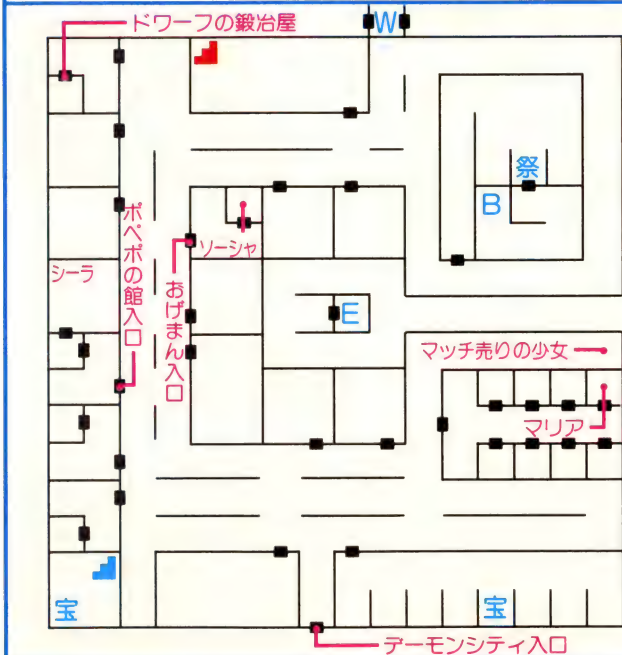 ドワーフの鍛冶屋
W
祭
B
ソーシャ
ポペポの館入口
シーラ
おげまん入口
E
マッチ売りの少女
マリア
宝
宝
デーモンシティ入口